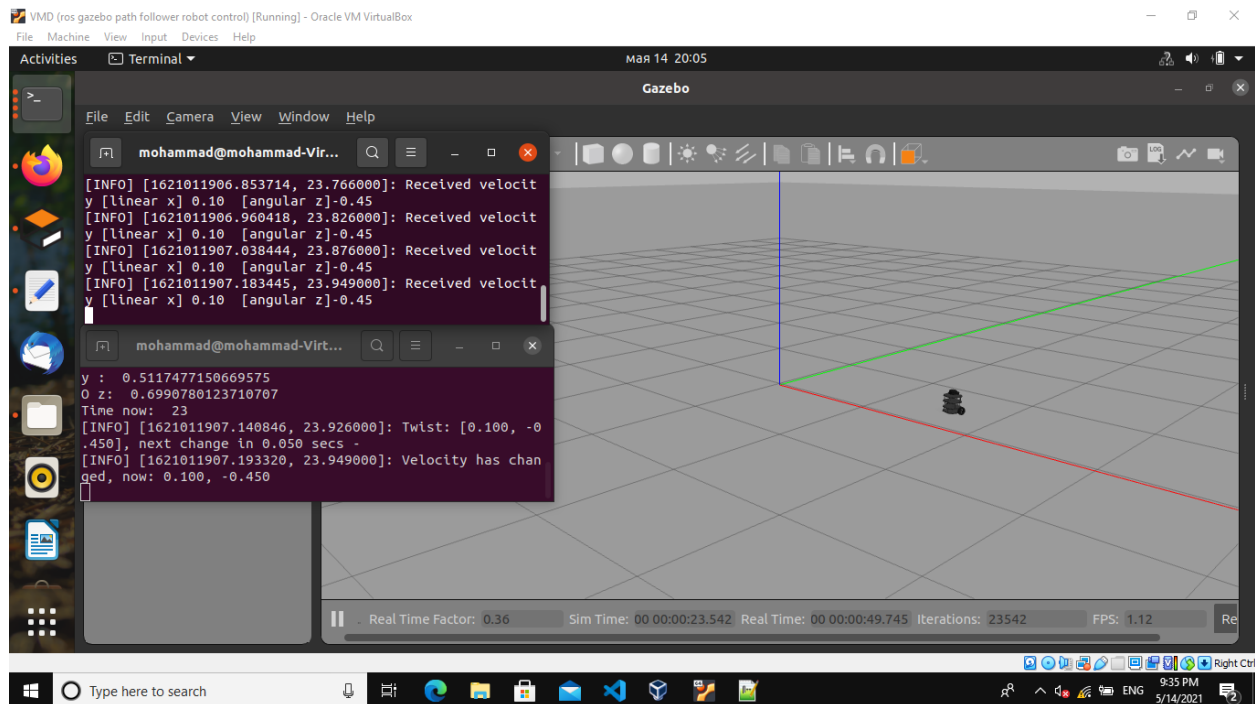 VMD (ros gazebo path follower robot control) [Running] - Oracle VM VirtualBox
File Machine View Input Devices Help
Activities Terminal мая 14 20:05
Gazebo
File Edit Camera View Window Help
mohammad@mohammad-Vir...
LOG
[INFO] [1621011906.853714, 23.766000]: Received velocit
y [linear x] 0.10 [angular z]-0.45
[INFO] [1621011906.960418, 23.826000]: Received velocit
y [linear x] 0.10 [angular z]-0.45
[INFO] [1621011907.038444, 23.876000]: Received velocit
y [linear x] 0.10 [angular z]-0.45
[INFO] [1621011907.183445, 23.949000]: Received velocit
y [linear x] 0.10 [angular z]-0.45
mohammad@mohammad-Virt...
y : 0.5117477150669575
O z: 0.6990780123710707
Time now: 23
[INFO] [1621011907.140846, 23.926000]: Twist: [0.100, -0
.450], next change in 0.050 secs -
[INFO] [1621011907.193320, 23.949000]: Velocity has chan
ged, now: 0.100, -0.450
Real Time Factor: 0.36 Sim Time: 00 00:00:23.542 Real Time: 00 00:00:49.745 Iterations: 23542 FPS: 1.12 Re
Right Ctrl
Type here to search
ENG
9:35 PM
5/14/2021
2